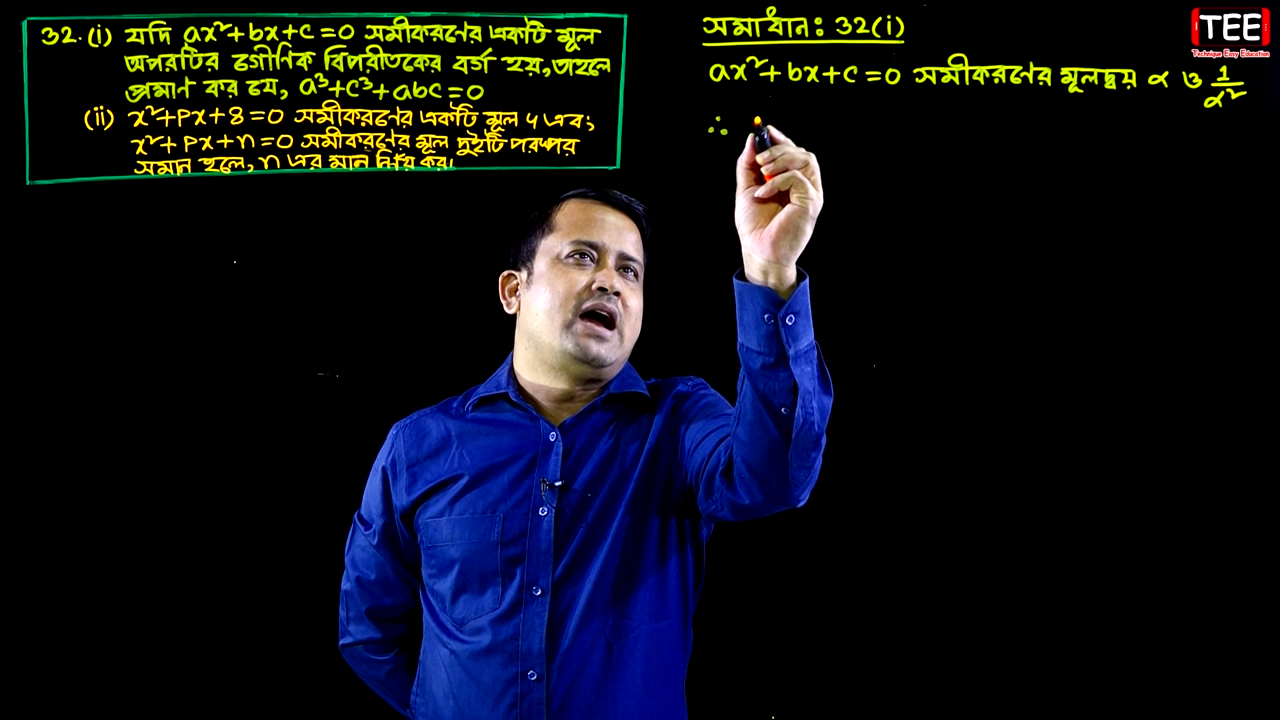 32. (i) যদি ax²+bx+c=0 সমীকরণের একটি মূল
অপরটির যৌগিক বিপরীতকের বর্গ হয়, তাহলে
প্রমাণ কর যে, a³+c³+abc=0
(ii) x²+px+8=0 সমীকরণের একটি মূল 4 এবং
x²+px+n=0 সমীকরণের মূল দুইটি পরস্পর
সমান হলে, n এর মান নির্ণয় কর।
সমাধান: 32(i)
ax²+bx+c=0 সমীকরণের মূলদ্বয় α ও 1/α²
∴
TEE
Technique Easy Education